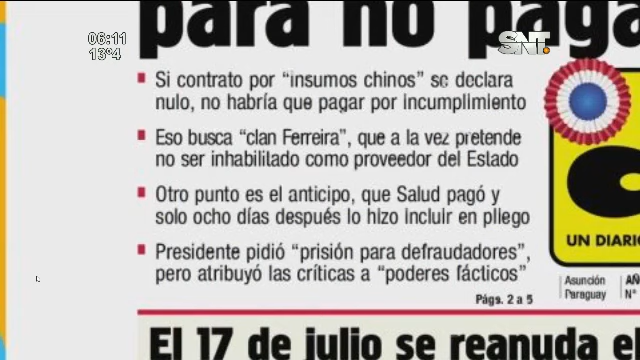 06:11
13°4
para no paga
SNT.
Si contrato por “insumos chinos” se declara
nulo, no habría que pagar por incumplimiento
Eso busca “clan Ferreira”, que a la vez pretende
no ser inhabilitado como proveedor del Estado
Otro punto es el anticipo, que Salud pagó y
solo ocho días después lo hizo incluir en pliego
Presidente pidió “prisión para defraudadores”,
pero atribuyó las críticas a “poderes fácticos”
Págs. 2 a 5
UN DIARIO
Asunción
Paraguay
AÑO
N°
El 17 de julio se reanuda e